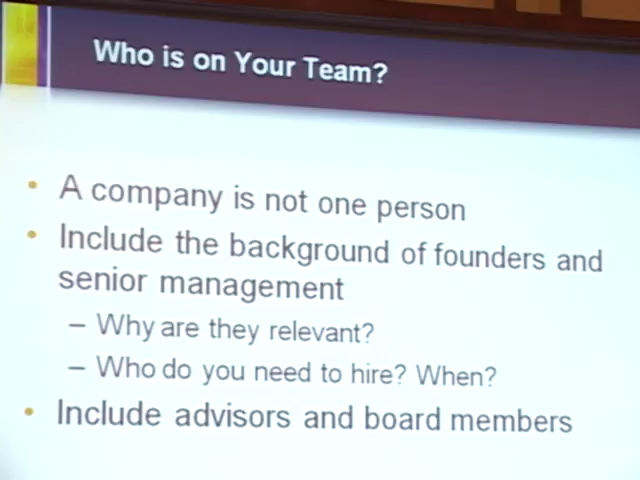 Who is on Your Team?
• A company is not one person
• Include the background of founders and
senior management
– Why are they relevant?
– Who do you need to hire? When?
• Include advisors and board members